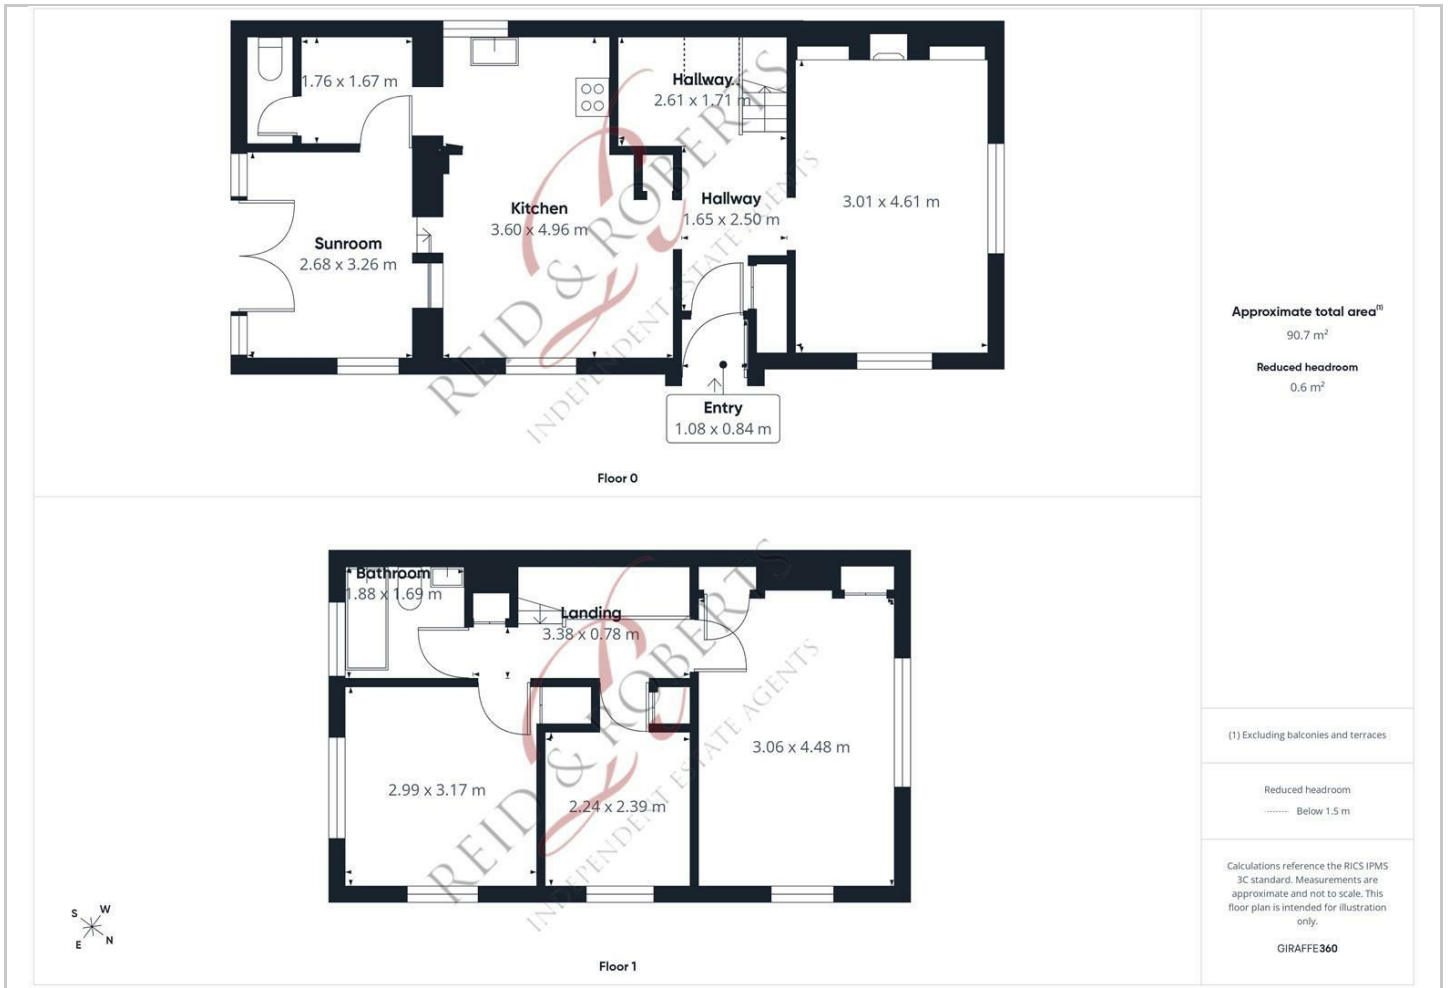 1.76 x 1.67 m
Hallway
2.61 x 1.71 m
Kitchen
3.60 x 4.96 m
Hallway
1.65 x 2.50 m
3.01 x 4.61 m
Sunroom
2.68 x 3.26 m
Entry
1.08 x 0.84 m
REID & ROBERTS
INDEPENDENT ESTATE AGENTS
Floor 0
Bathroom
1.88 x 1.69 m
Landing
3.38 x 0.78 m
3.06 x 4.48 m
2.99 x 3.17 m
2.24 x 2.39 m
REID & ROBERTS
INDEPENDENT ESTATE AGENTS
S W
E N
Floor 1
Approximate total area(1)
90.7 m²
Reduced headroom
0.6 m²
(1) Excluding balconies and terraces
Reduced headroom
Below 1.5 m
Calculations reference the RICS IPMS
3C standard. Measurements are
approximate and not to scale. This
floor plan is intended for illustration
only.
GIRAFFE360